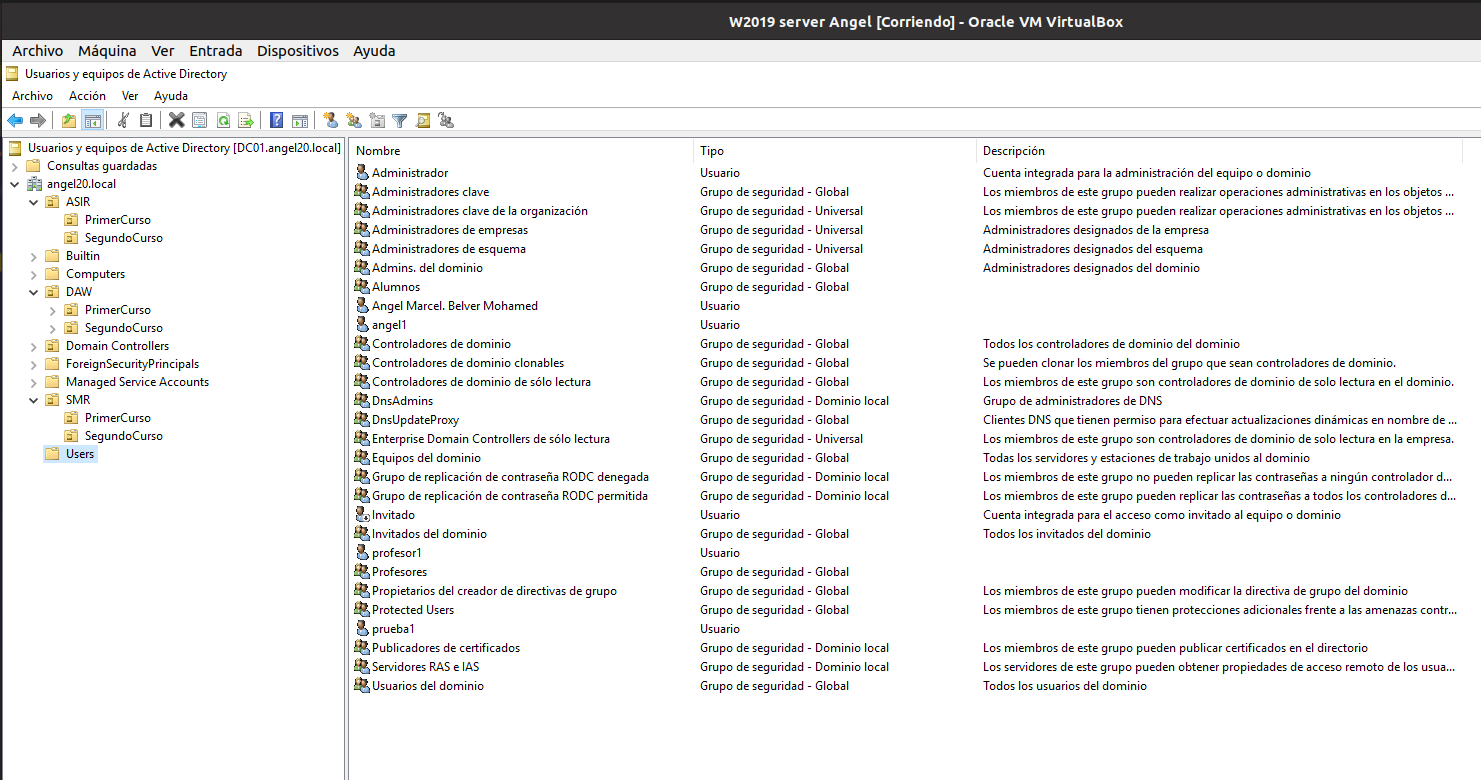 W2019 server Angel [Corriendo] - Oracle VM VirtualBox
Archivo Máquina Ver Entrada Dispositivos Ayuda
Usuarios y equipos de Active Directory
Archivo Acción Ver Ayuda
Usuarios y equipos de Active Directory [DC01.angel20.local]
Consultas guardadas
angel20.local
ASIR
PrimerCurso
SegundoCurso
Builtin
Computers
DAW
PrimerCurso
SegundoCurso
Domain Controllers
ForeignSecurityPrincipals
Managed Service Accounts
SMR
PrimerCurso
SegundoCurso
Users
Nombre Tipo Descripción
Administrador Usuario Cuenta integrada para la administración del equipo o dominio
Administradores clave Grupo de seguridad - Global Los miembros de este grupo pueden realizar operaciones administrativas en los objetos ...
Administradores clave de la organización Grupo de seguridad - Universal Los miembros de este grupo pueden realizar operaciones administrativas en los objetos ...
Administradores de empresas Grupo de seguridad - Universal Administradores designados de la empresa
Administradores de esquema Grupo de seguridad - Universal Administradores designados del esquema
Admins. del dominio Grupo de seguridad - Global Administradores designados del dominio
Alumnos Grupo de seguridad - Global
Angel Marcel. Belver Mohamed Usuario
angel1 Usuario
Controladores de dominio Grupo de seguridad - Global Todos los controladores de dominio del dominio
Controladores de dominio clonables Grupo de seguridad - Global Se pueden clonar los miembros del grupo que sean controladores de dominio.
Controladores de dominio de sólo lectura Grupo de seguridad - Global Los miembros de este grupo son controladores de dominio de solo lectura en el dominio.
DnsAdmins Grupo de seguridad - Dominio local Grupo de administradores de DNS
DnsUpdateProxy Grupo de seguridad - Global Clientes DNS que tienen permiso para efectuar actualizaciones dinámicas en nombre de ...
Enterprise Domain Controllers de sólo lectura Grupo de seguridad - Universal Los miembros de este grupo son controladores de dominio de solo lectura en la empresa.
Equipos del dominio Grupo de seguridad - Global Todas los servidores y estaciones de trabajo unidos al dominio
Grupo de replicación de contraseña RODC denegada Grupo de seguridad - Dominio local Los miembros de este grupo no pueden replicar las contraseñas a ningún controlador d...
Grupo de replicación de contraseña RODC permitida Grupo de seguridad - Dominio local Los miembros de este grupo pueden replicar las contraseñas a todos los controladores d...
Invitado Usuario Cuenta integrada para el acceso como invitado al equipo o dominio
Invitados del dominio Grupo de seguridad - Global Todos los invitados del dominio
profesor1 Usuario
Profesores Grupo de seguridad - Global
Propietarios del creador de directivas de grupo Grupo de seguridad - Global Los miembros de este grupo pueden modificar la directiva de grupo del dominio
Protected Users Grupo de seguridad - Global Los miembros de este grupo tienen protecciones adicionales frente a las amenazas contr...
prueba1 Usuario
Publicadores de certificados Grupo de seguridad - Dominio local Los miembros de este grupo pueden publicar certificados en el directorio
Servidores RAS e IAS Grupo de seguridad - Dominio local Los servidores de este grupo pueden obtener propiedades de acceso remoto de los usua...
Usuarios del dominio Grupo de seguridad - Global Todos los usuarios del dominio